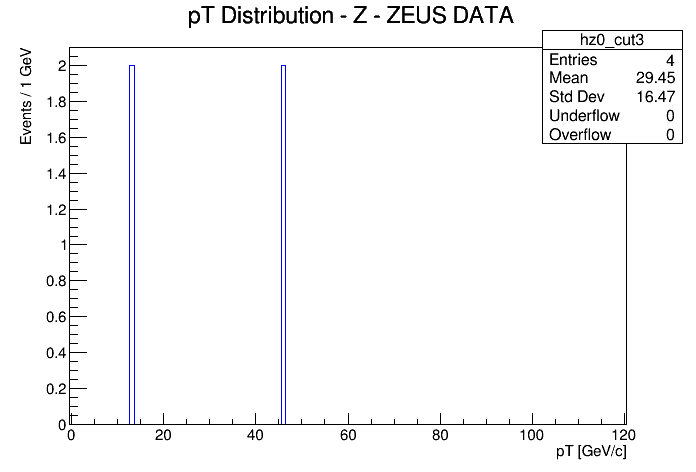 pT Distribution - Z - ZEUS DATA
hz0_cut3
Entries 4
Mean 29.45
Std Dev 16.47
Underflow 0
Overflow 0
Events / 1 GeV
2
1.8
1.6
1.4
1.2
1
0.8
0.6
0.4
0.2
0
0 20 40 60 80 100 120
pT [GeV/c]